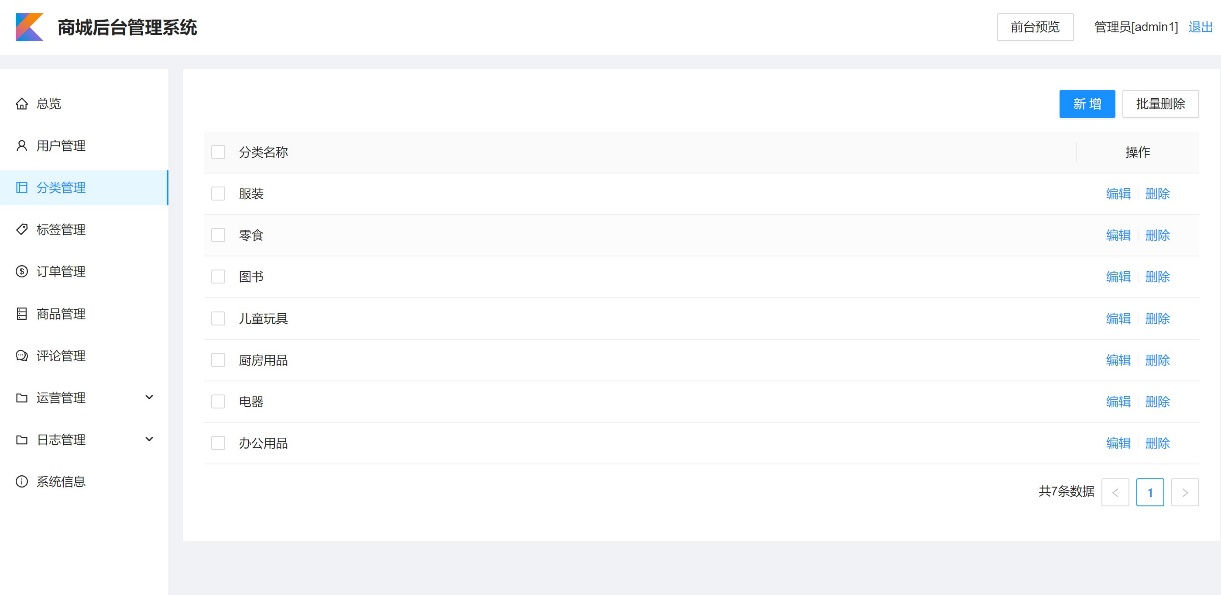 商城后台管理系统
前台预览 管理员[admin1] 退出
总览
用户管理
分类管理
标签管理
订单管理
商品管理
评论管理
运营管理
日志管理
系统信息
新 增 批量删除
分类名称 操作
服装 编辑 删除
零食 编辑 删除
图书 编辑 删除
儿童玩具 编辑 删除
厨房用品 编辑 删除
电器 编辑 删除
办公用品 编辑 删除
共7条数据 < 1 >